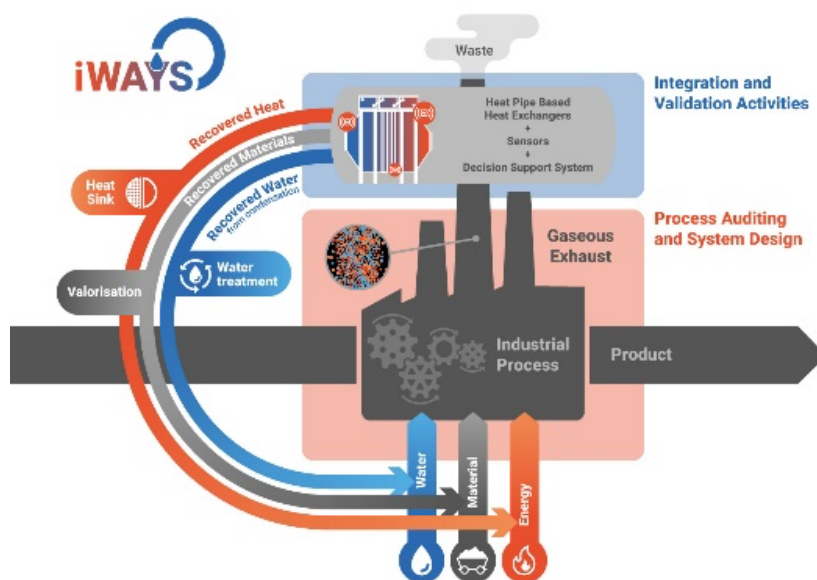 iWAYS
Waste
Integration and
Validation Activities
Heat Pipe Based
Heat Exchangers
+
Sensors
+
Decision Support System
Recovered Heat
Recovered Materials
Recovered Water
from condensation
Heat
Sink
Water
treatment
Valorisation
Process Auditing
and System Design
Gaseous
Exhaust
Industrial
Process
Product
Water
Material
Energy